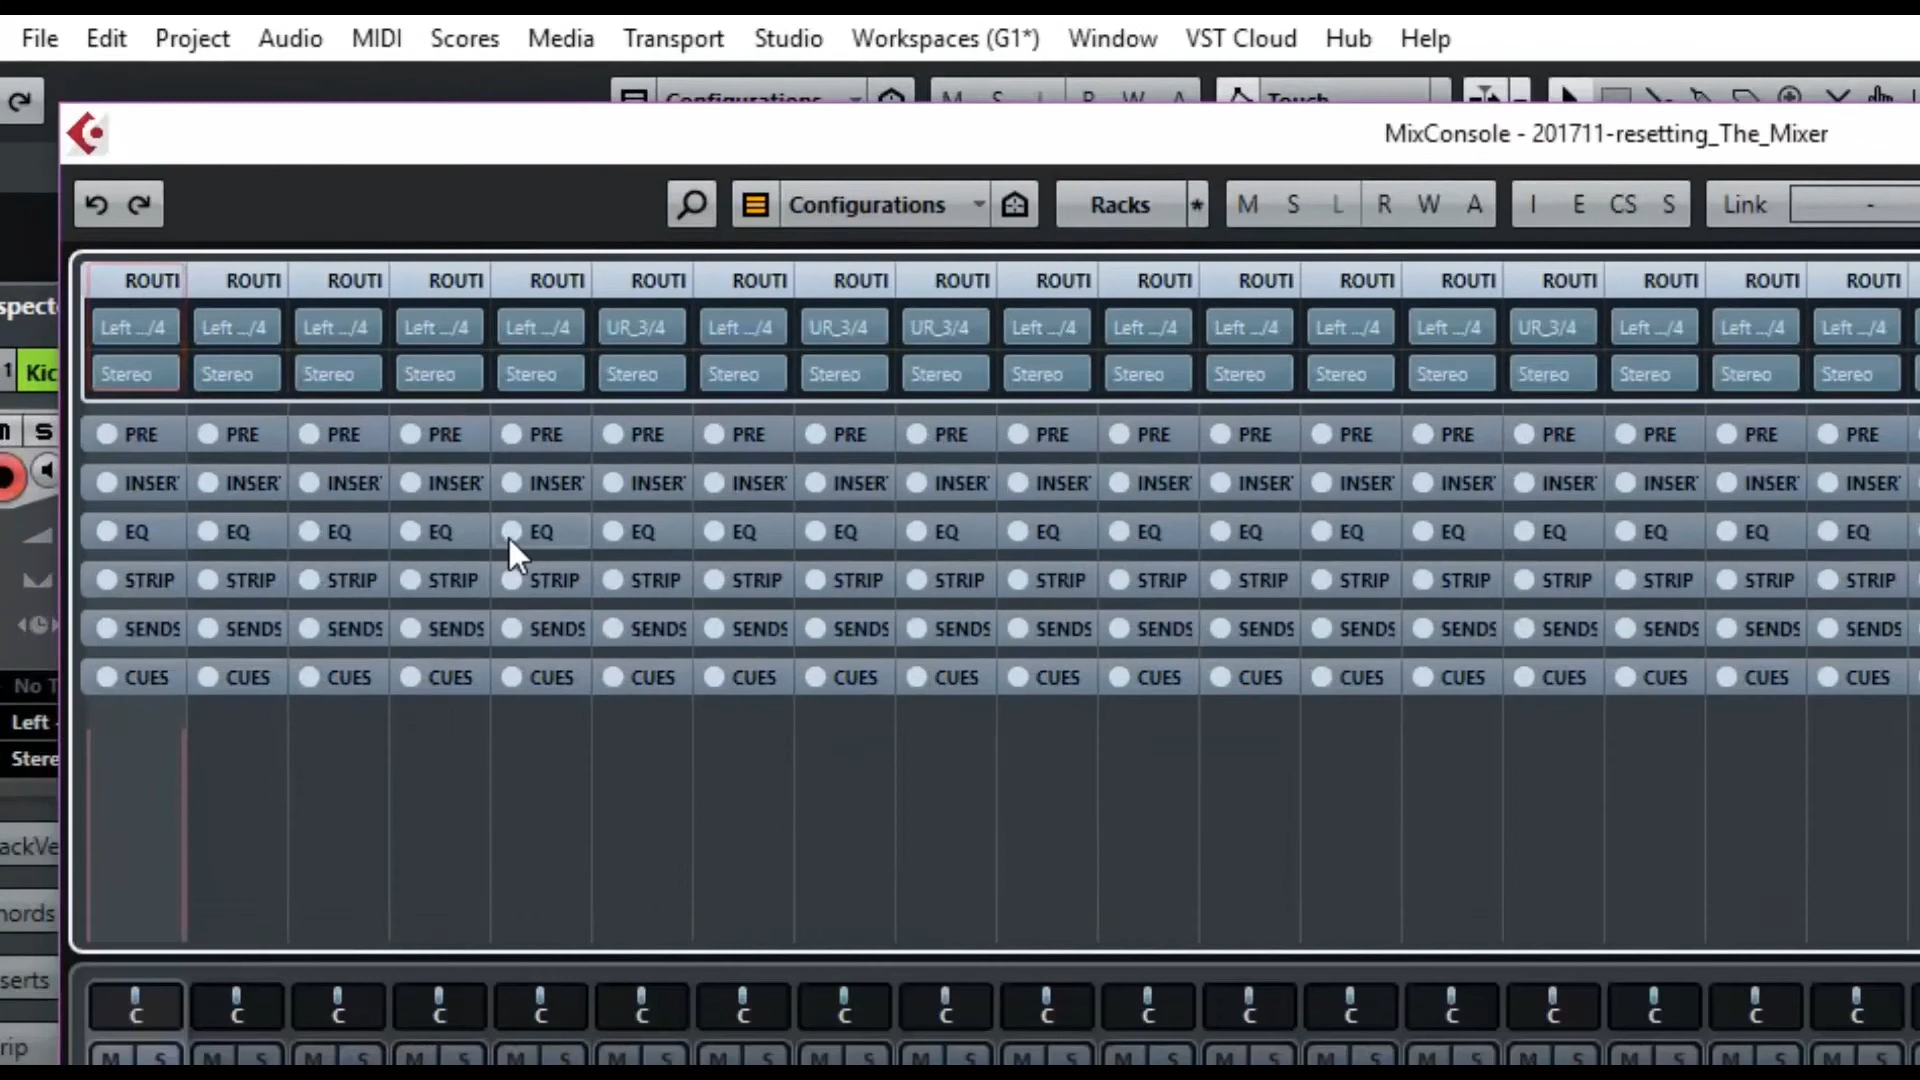 File Edit Project Audio MIDI Scores Media Transport Studio Workspaces (G1*) Window VST Cloud Hub Help
MixConsole - 201711-resetting_The_Mixer
Configurations Racks * M S L R W A I E CS S Link -
ROUTI ROUTI ROUTI ROUTI ROUTI ROUTI ROUTI ROUTI ROUTI ROUTI ROUTI ROUTI ROUTI ROUTI ROUTI ROUTI ROUTI ROUTI
spect
Left .../4 Left .../4 Left .../4 Left .../4 Left .../4 UR_3/4 Left .../4 UR_3/4 UR_3/4 Left .../4 Left .../4 Left .../4 Left .../4 Left .../4 UR_3/4 Left .../4 Left .../4 Left .../4
1 Kic Stereo Stereo Stereo Stereo Stereo Stereo Stereo Stereo Stereo Stereo Stereo Stereo Stereo Stereo Stereo Stereo Stereo Stereo
S PRE PRE PRE PRE PRE PRE PRE PRE PRE PRE PRE PRE PRE PRE PRE PRE PRE PRE
INSER INSER INSER INSER INSER INSER INSER INSER INSER INSER INSER INSER INSER INSER INSER INSER INSER INSER
EQ EQ EQ EQ EQ EQ EQ EQ EQ EQ EQ EQ EQ EQ EQ EQ EQ EQ
STRIP STRIP STRIP STRIP STRIP STRIP STRIP STRIP STRIP STRIP STRIP STRIP STRIP STRIP STRIP STRIP STRIP STRIP
SENDS SENDS SENDS SENDS SENDS SENDS SENDS SENDS SENDS SENDS SENDS SENDS SENDS SENDS SENDS SENDS SENDS SENDS
CUES CUES CUES CUES CUES CUES CUES CUES CUES CUES CUES CUES CUES CUES CUES CUES CUES CUES
No T
Left
Stere
ackVe
hords
serts
C C C C C C C C C C C C C C C C C C
rip
M S M S M S M S M S M S M S M S M S M S M S M S M S M S M S M S M S M S